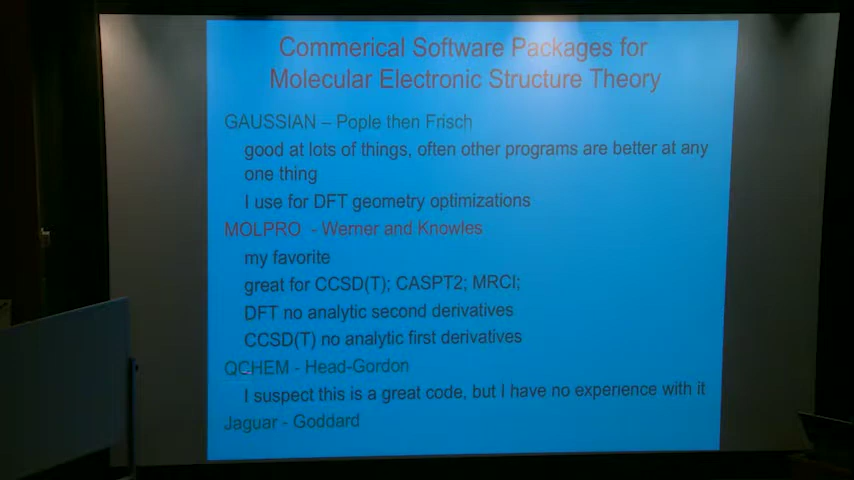 Commerical Software Packages for
Molecular Electronic Structure Theory
GAUSSIAN – Pople then Frisch
good at lots of things, often other programs are better at any
one thing
I use for DFT geometry optimizations
MOLPRO - Werner and Knowles
my favorite
great for CCSD(T); CASPT2; MRCI;
DFT no analytic second derivatives
CCSD(T) no analytic first derivatives
QCHEM - Head-Gordon
I suspect this is a great code, but I have no experience with it
Jaguar - Goddard